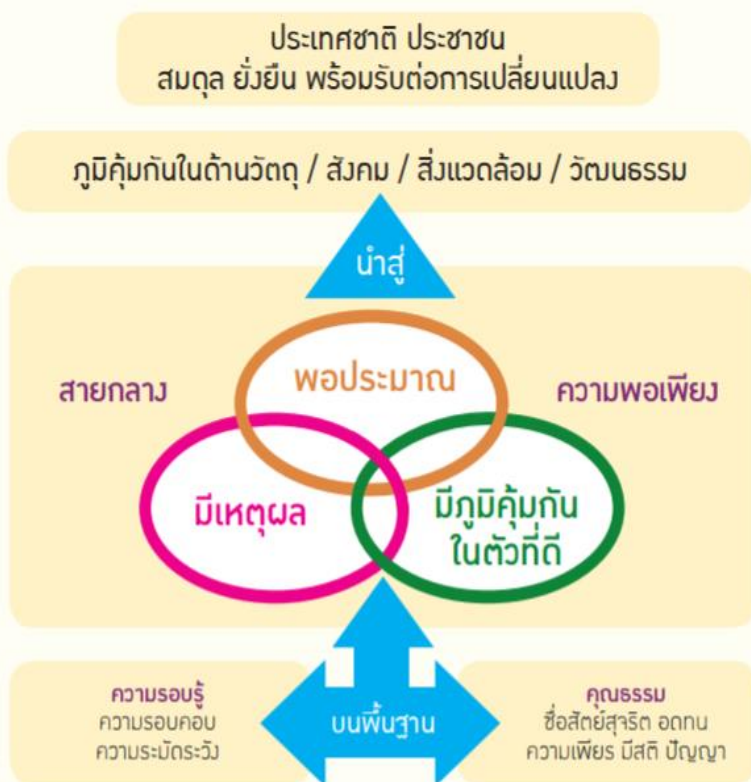 ประเทศชาติ ประชาชน
สมดุล ยั่งยืน พร้อมรับต่อการเปลี่ยนแปลง
ภูมิคุ้มกันในด้านวัตถุ / สังคม / สิ่งแวดล้อม / วัฒนธรรม
นำสู่
พอประมาณ
สายกลาง
ความพอเพียง
มีเหตุผล
มีภูมิคุ้มกัน
ในตัวที่ดี
ความรอบรู้
ความรอบคอบ
ความระมัดระวัง
บนพื้นฐาน
คุณธรรม
ซื่อสัตย์สุจริต อดทน
ความเพียร มีสติ ปัญญา